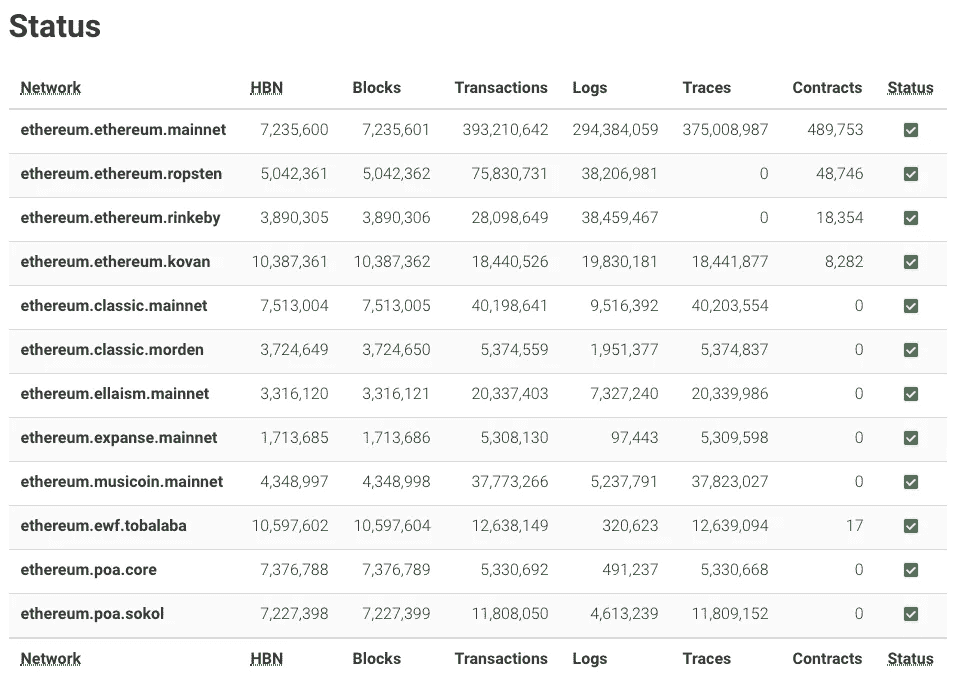 Status
Network HBN Blocks Transactions Logs Traces Contracts Status
ethereum.ethereum.mainnet 7,235,600 7,235,601 393,210,642 294,384,059 375,008,987 489,753
ethereum.ethereum.ropsten 5,042,361 5,042,362 75,830,731 38,206,981 0 48,746
ethereum.ethereum.rinkeby 3,890,305 3,890,306 28,098,649 38,459,467 0 18,354
ethereum.ethereum.kovan 10,387,361 10,387,362 18,440,526 19,830,181 18,441,877 8,282
ethereum.classic.mainnet 7,513,004 7,513,005 40,198,641 9,516,392 40,203,554 0
ethereum.classic.morden 3,724,649 3,724,650 5,374,559 1,951,377 5,374,837 0
ethereum.ellaism.mainnet 3,316,120 3,316,121 20,337,403 7,327,240 20,339,986 0
ethereum.expanse.mainnet 1,713,685 1,713,686 5,308,130 97,443 5,309,598 0
ethereum.musicoin.mainnet 4,348,997 4,348,998 37,773,266 5,237,791 37,823,027 0
ethereum.ewf.tobalaba 10,597,602 10,597,604 12,638,149 320,623 12,639,094 17
ethereum.poa.core 7,376,788 7,376,789 5,330,692 491,237 5,330,668 0
ethereum.poa.sokol 7,227,398 7,227,399 11,808,050 4,613,239 11,809,152 0
Network HBN Blocks Transactions Logs Traces Contracts Status